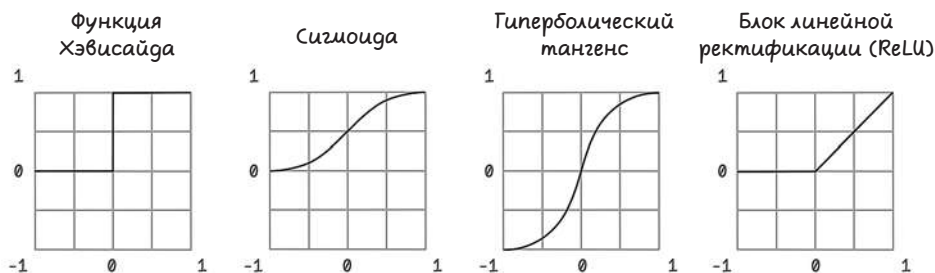 Функция
Хэвисайда
Сигмоида
Гиперболический
тангенс
Блок линейной
ректификации (ReLU)
1
1
1
1
0
0
0
0
-1 0 1
-1 0 1
-1 0 1
-1 0 1